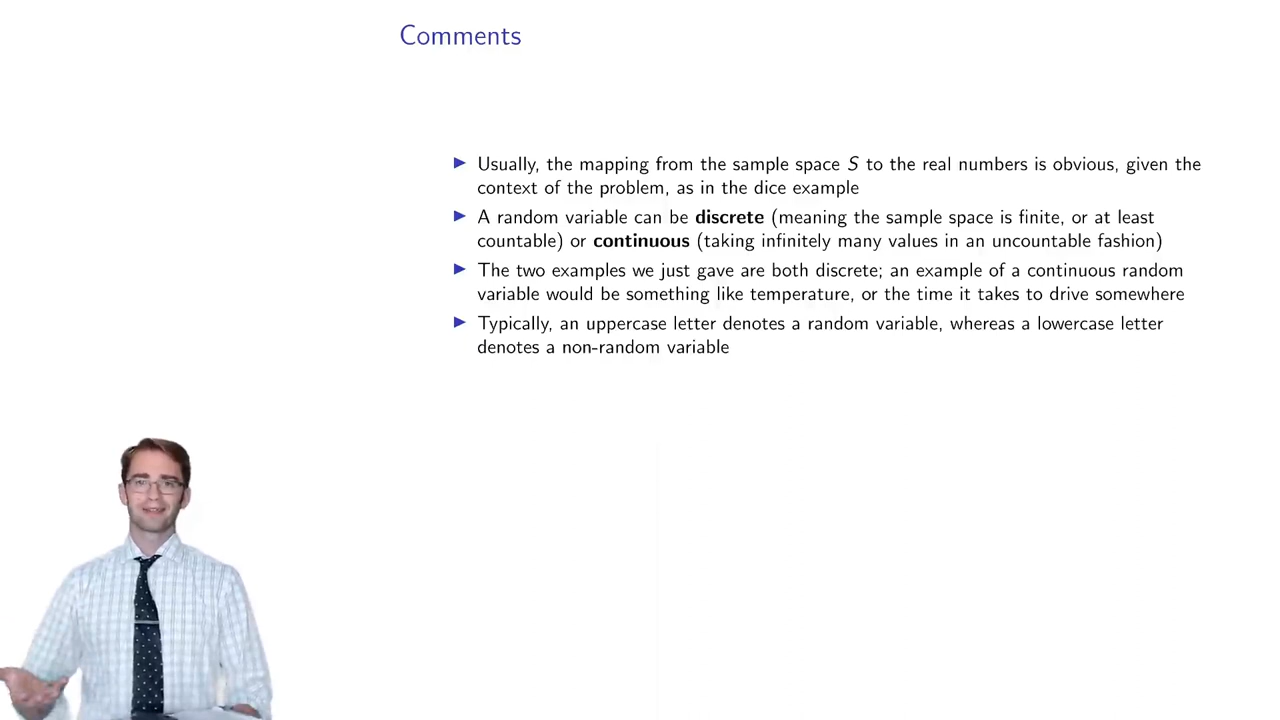 Comments
▶ Usually, the mapping from the sample space S to the real numbers is obvious, given the
context of the problem, as in the dice example
▶ A random variable can be discrete (meaning the sample space is finite, or at least
countable) or continuous (taking infinitely many values in an uncountable fashion)
▶ The two examples we just gave are both discrete; an example of a continuous random
variable would be something like temperature, or the time it takes to drive somewhere
▶ Typically, an uppercase letter denotes a random variable, whereas a lowercase letter
denotes a non-random variable